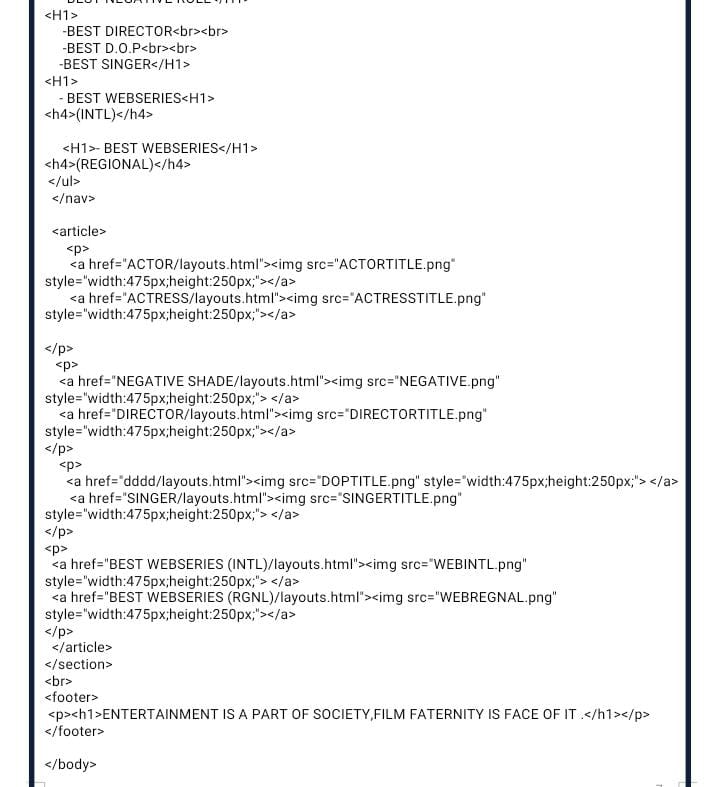 -BEST NEGATIVE ROLE</H1>
<H1>
-BEST DIRECTOR<br><br>
-BEST D.O.P<br><br>
-BEST SINGER</H1>
<H1>
- BEST WEBSERIES<H1>
<h4>(INTL)</h4>
<H1>- BEST WEBSERIES</H1>
<h4>(REGIONAL)</h4>
</ul>
</nav>
<article>
<p>
<a href="ACTOR/layouts.html"><img src="ACTORTITLE.png"
style="width:475px;height:250px;"></a>
<a href="ACTRESS/layouts.html"><img src="ACTRESSTITLE.png"
style="width:475px;height:250px;"></a>
</p>
<p>
<a href="NEGATIVE SHADE/layouts.html"><img src="NEGATIVE.png"
style="width:475px;height:250px;"> </a>
<a href="DIRECTOR/layouts.html"><img src="DIRECTORTITLE.png"
style="width:475px;height:250px;"></a>
</p>
<p>
<a href="dddd/layouts.html"><img src="DOPTITLE.png" style="width:475px;height:250px;"> </a>
<a href="SINGER/layouts.html"><img src="SINGERTITLE.png"
style="width:475px;height:250px;"> </a>
</p>
<p>
<a href="BEST WEBSERIES (INTL)/layouts.html"><img src="WEBINTL.png"
style="width:475px;height:250px;"> </a>
<a href="BEST WEBSERIES (RGNL)/layouts.html"><img src="WEBREGNAL.png"
style="width:475px;height:250px;"></a>
</p>
</article>
</section>
<br>
<footer>
<p><h1>ENTERTAINMENT IS A PART OF SOCIETY,FILM FATERNITY IS FACE OF IT .</h1></p>
</footer>
</body>